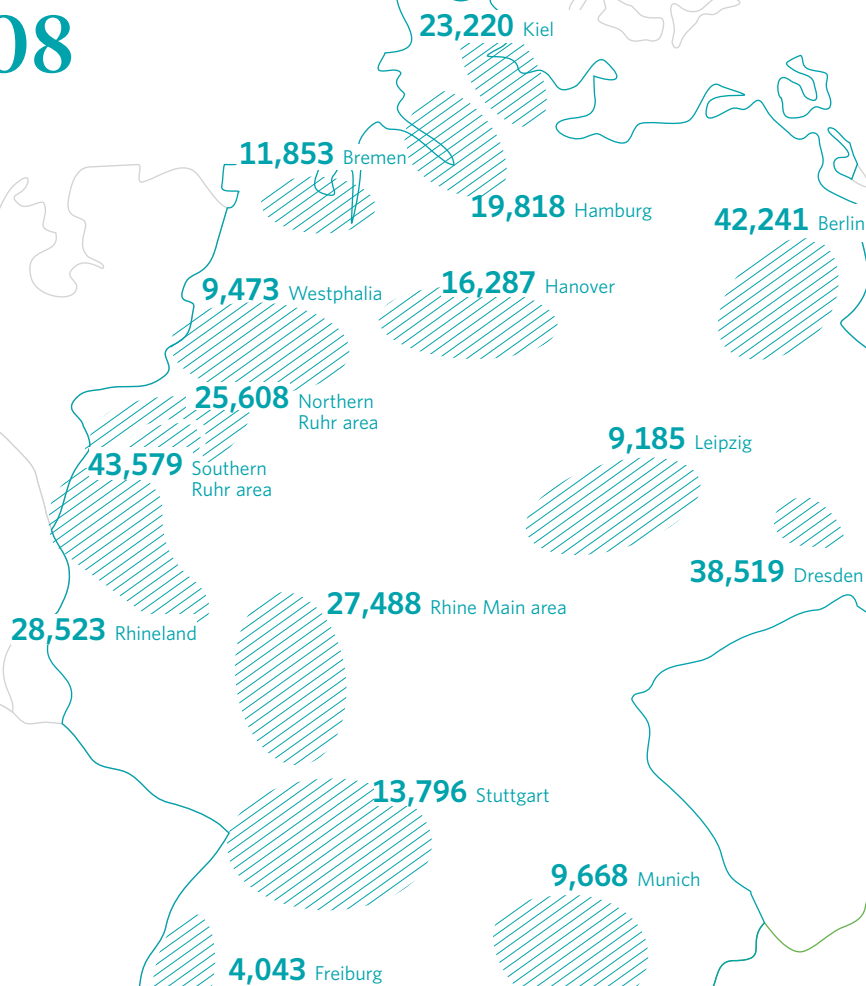 08
23,220 Kiel
11,853 Bremen
19,818 Hamburg
42,241 Berlin
9,473 Westphalia
16,287 Hanover
25,608 Northern
Ruhr area
9,185 Leipzig
43,579 Southern
Ruhr area
38,519 Dresden
27,488 Rhine Main area
28,523 Rhineland
13,796 Stuttgart
9,668 Munich
4,043 Freiburg